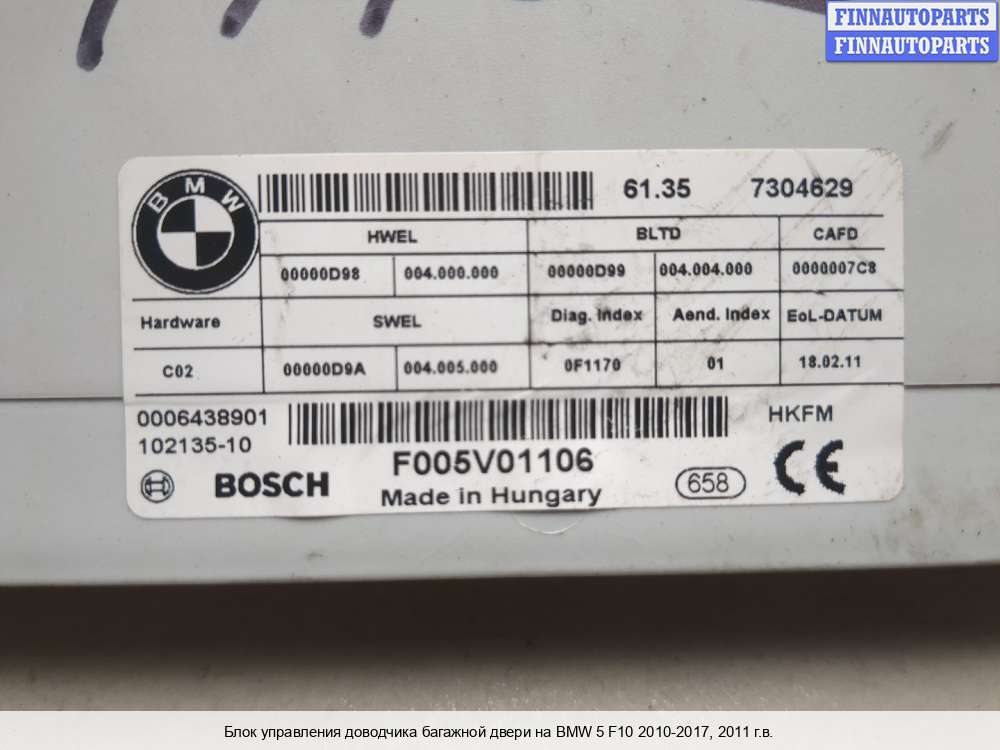 FINNAUTOPARTS
FINNAUTOPARTS
BMW
61.35 7304629
HWEL BLTD CAFD
00000D98 004.000.000 00000D99 004.004.000 0000007C8
Hardware SWEL Diag. Index Aend. Index EoL-DATUM
C02 00000D9A 004.005.000 0F1170 01 18.02.11
0006438901 HKFM
102135-10
BOSCH F005V01106
Made in Hungary 658 CE
Блок управления доводчика багажной двери на BMW 5 F10 2010-2017, 2011 г.в.